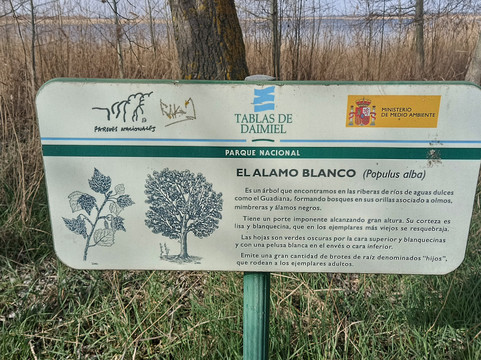 PARQUES NACIONALES
TABLAS DE
DAIMIEL
MINISTERIO
DE MEDIO AMBIENTE
PARQUE NACIONAL
EL ALAMO BLANCO (Populus alba)
Es un árbol que encontramos en las riberas de ríos de aguas dulces
como el Guadiana, formando bosques en sus orillas asociado a olmos,
mimbreras y álamos negros.
Tiene un porte imponente alcanzando gran altura. Su corteza es
lisa y blanquecina, que en los ejemplares más viejos se resquebraja.
Las hojas son verdes oscuras por la cara superior y blanquecinas
y con una pelusa blanca en el envés o cara inferior.
Emite una gran cantidad de brotes de raíz denominados "hijos",
que rodean a los ejemplares adultos.